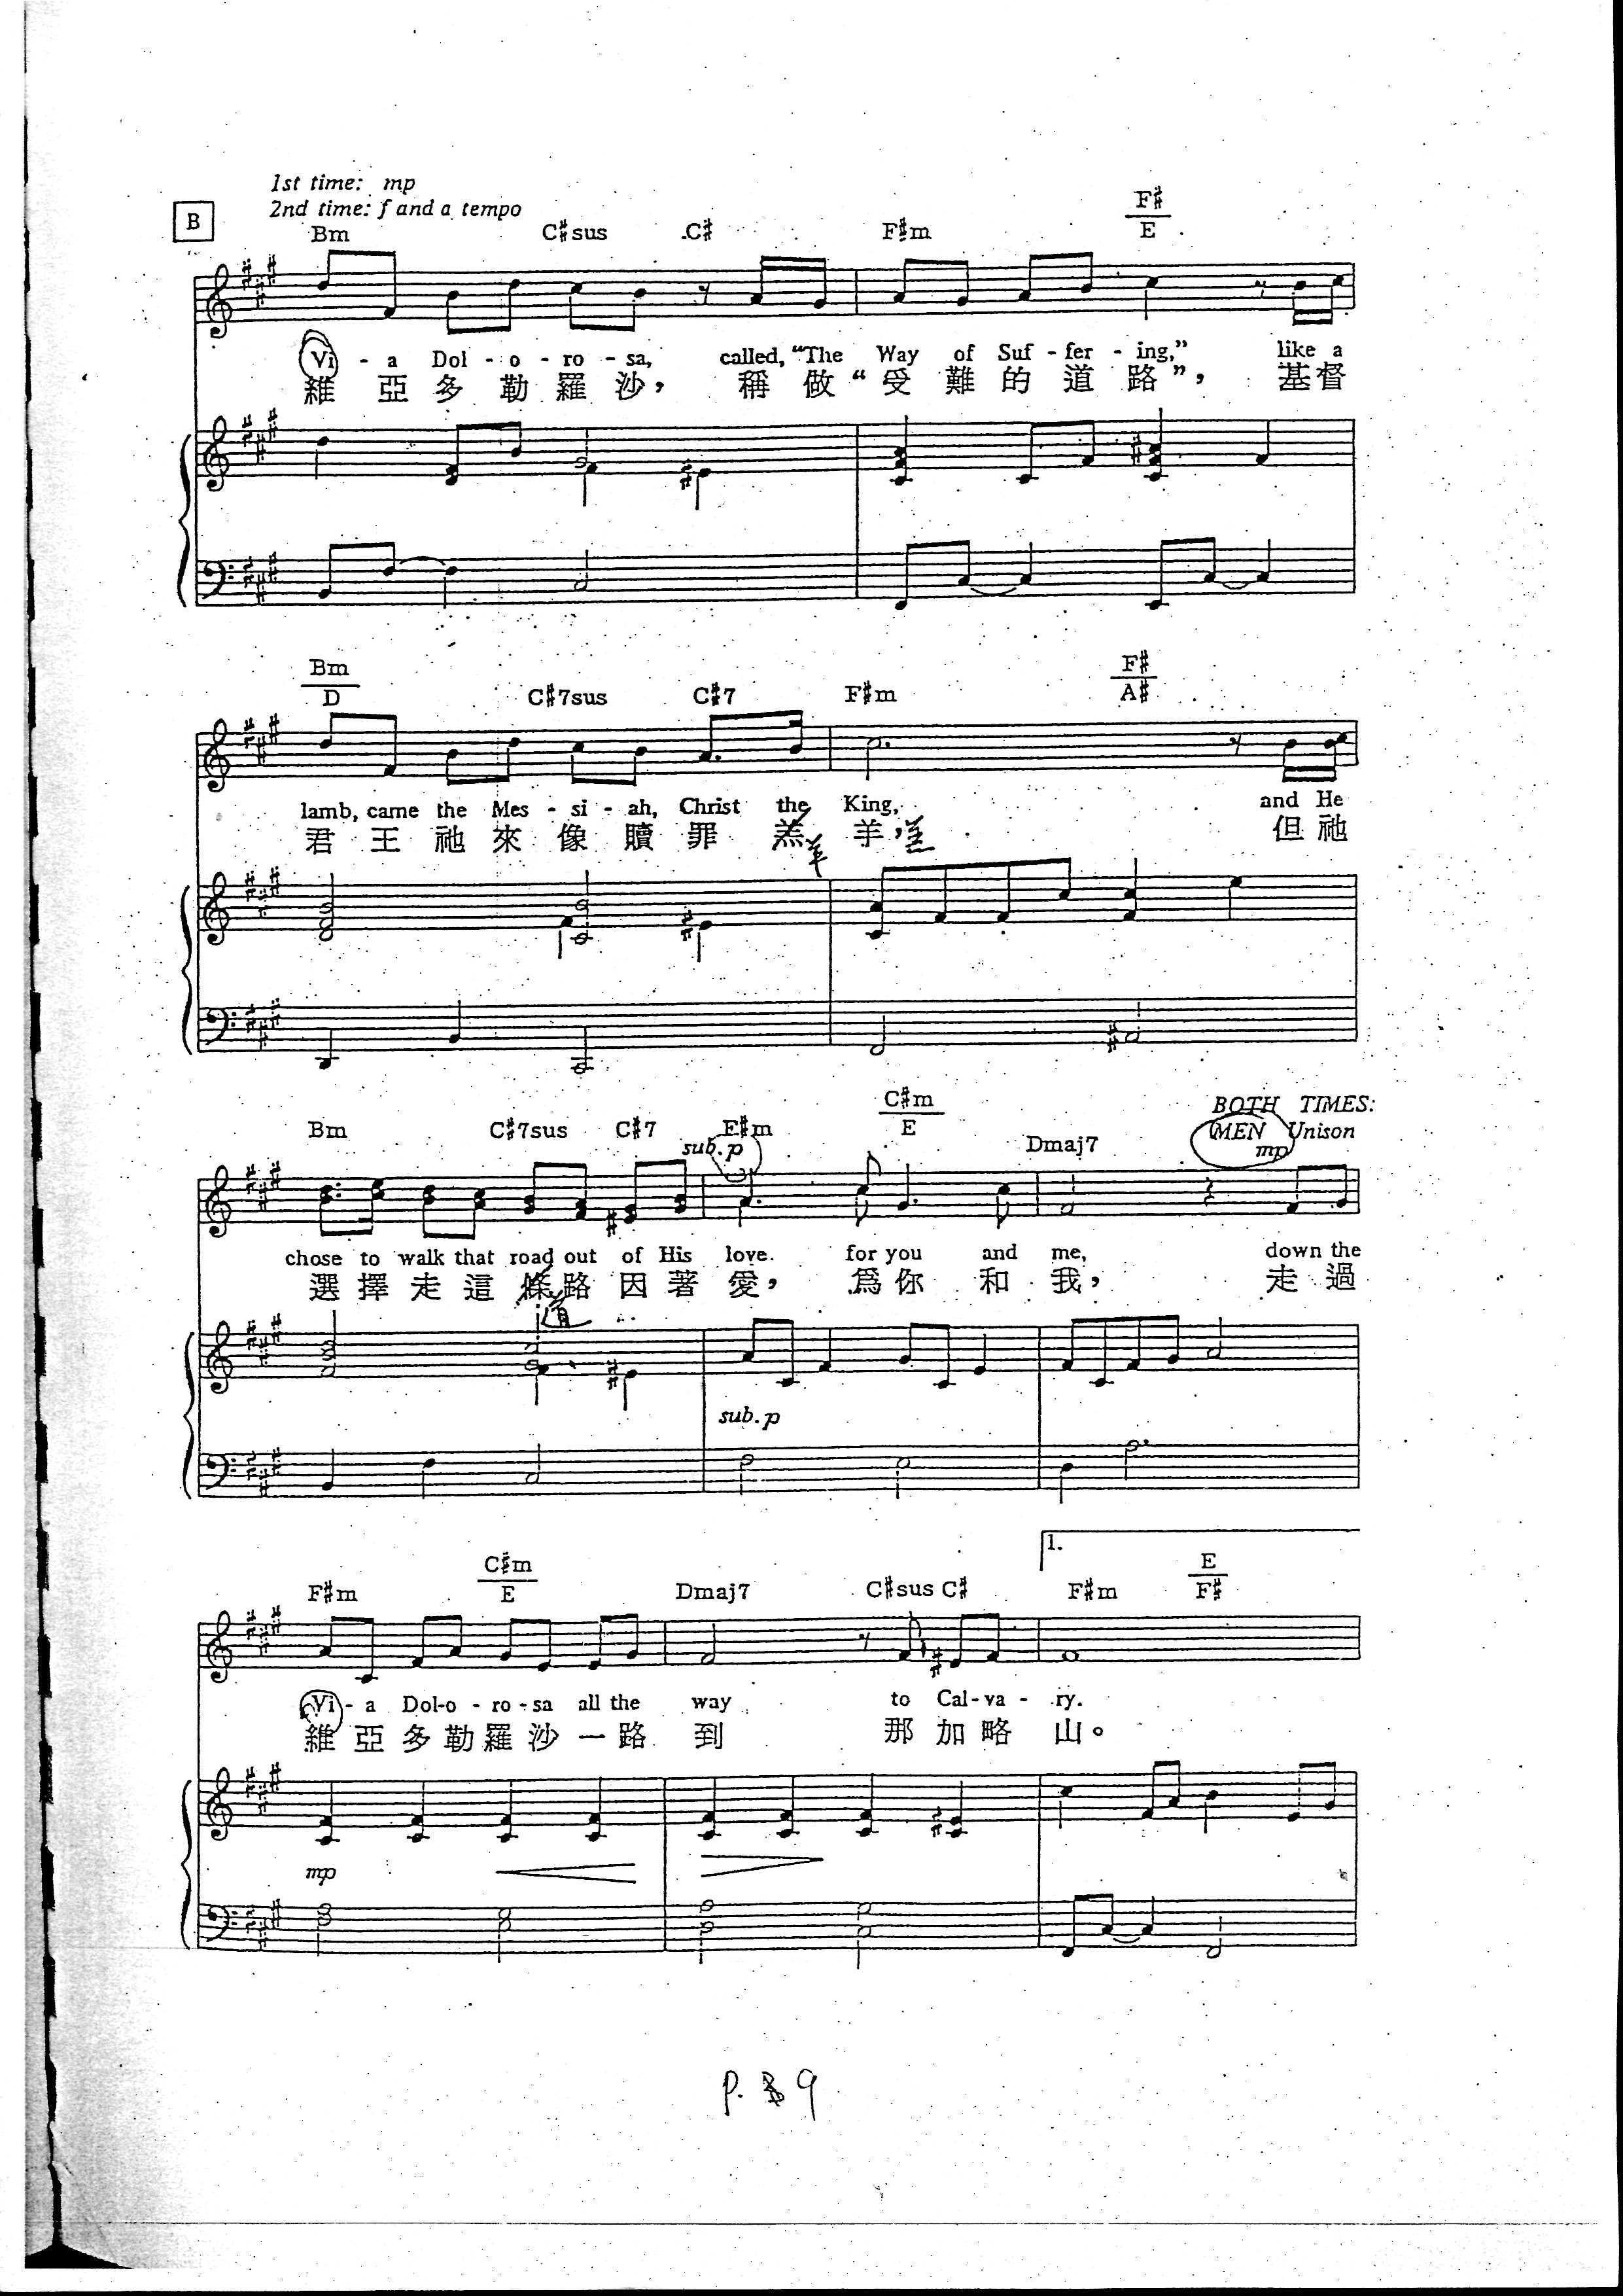 1st time: mp
2nd time: f and a tempo
B
F♯
Bm C♯sus C♯ F♯m E
Vi - a Dol - o - ro - sa, called, “The Way of Suf - fer - ing,” like a
維 亞 多 勒 羅 沙， 稱 做 “ 受 難 的 道 路 ”， 基 督
Bm F♯
D C♯7sus C♯7 F♯m A♯
lamb, came the Mes - si - ah, Christ the King, and He
君 王 祂 來 像 贖 罪 羔 羊， 但 祂
羊 羔
C♯m BOTH TIMES:
Bm C♯7sus C♯7 F♯m E Dmaj7 MEN Unison
sub. p mp
chose to walk that road out of His love. for you and me, down the
選 擇 走 這 條 路 因 著 愛， 爲 你 和 我， 走 過
道
sub. p
1.
C♯m E
F♯m E Dmaj7 C♯sus C♯ F♯m F♯
Vi - a Dol-o - ro - sa all the way to Cal - va - ry.
維 亞 多 勒 羅 沙 一 路 到 那 加 略 山。
mp
P. 9